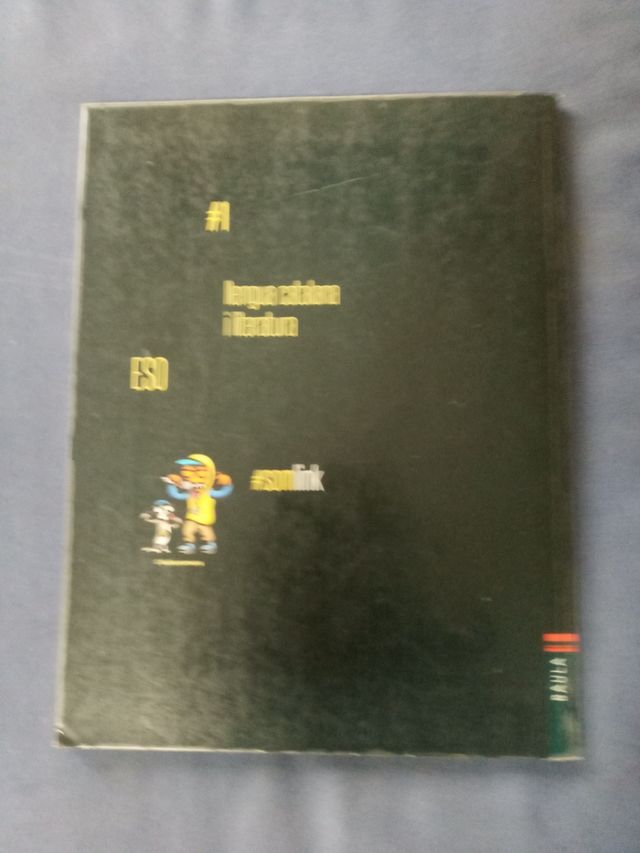 #1
llengua catalana
i literatura
ESO
#somlink
BAULA